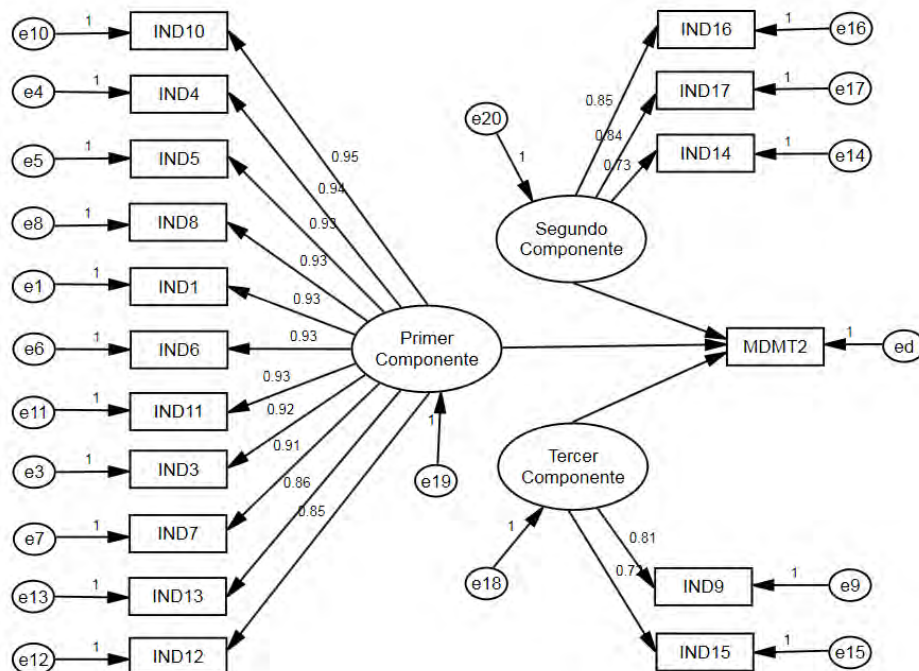 e10 1 IND10
e4 1 IND4
e5 1 IND5
e8 1 IND8
e1 1 IND1
e6 1 IND6
e11 1 IND11
e3 1 IND3
e7 1 IND7
e13 1 IND13
e12 1 IND12
0.95
0.94
0.93
0.93
0.93
0.93
0.93
0.92
0.91
0.86
0.85
Primer
Componente
1
e19
IND16 1 e16
IND17 1 e17
IND14 1 e14
0.85
0.84
0.73
e20
1
Segundo
Componente
MDMT2 1 ed
Tercer
Componente
1
e18
0.81
IND9 1 e9
IND15 1 e15